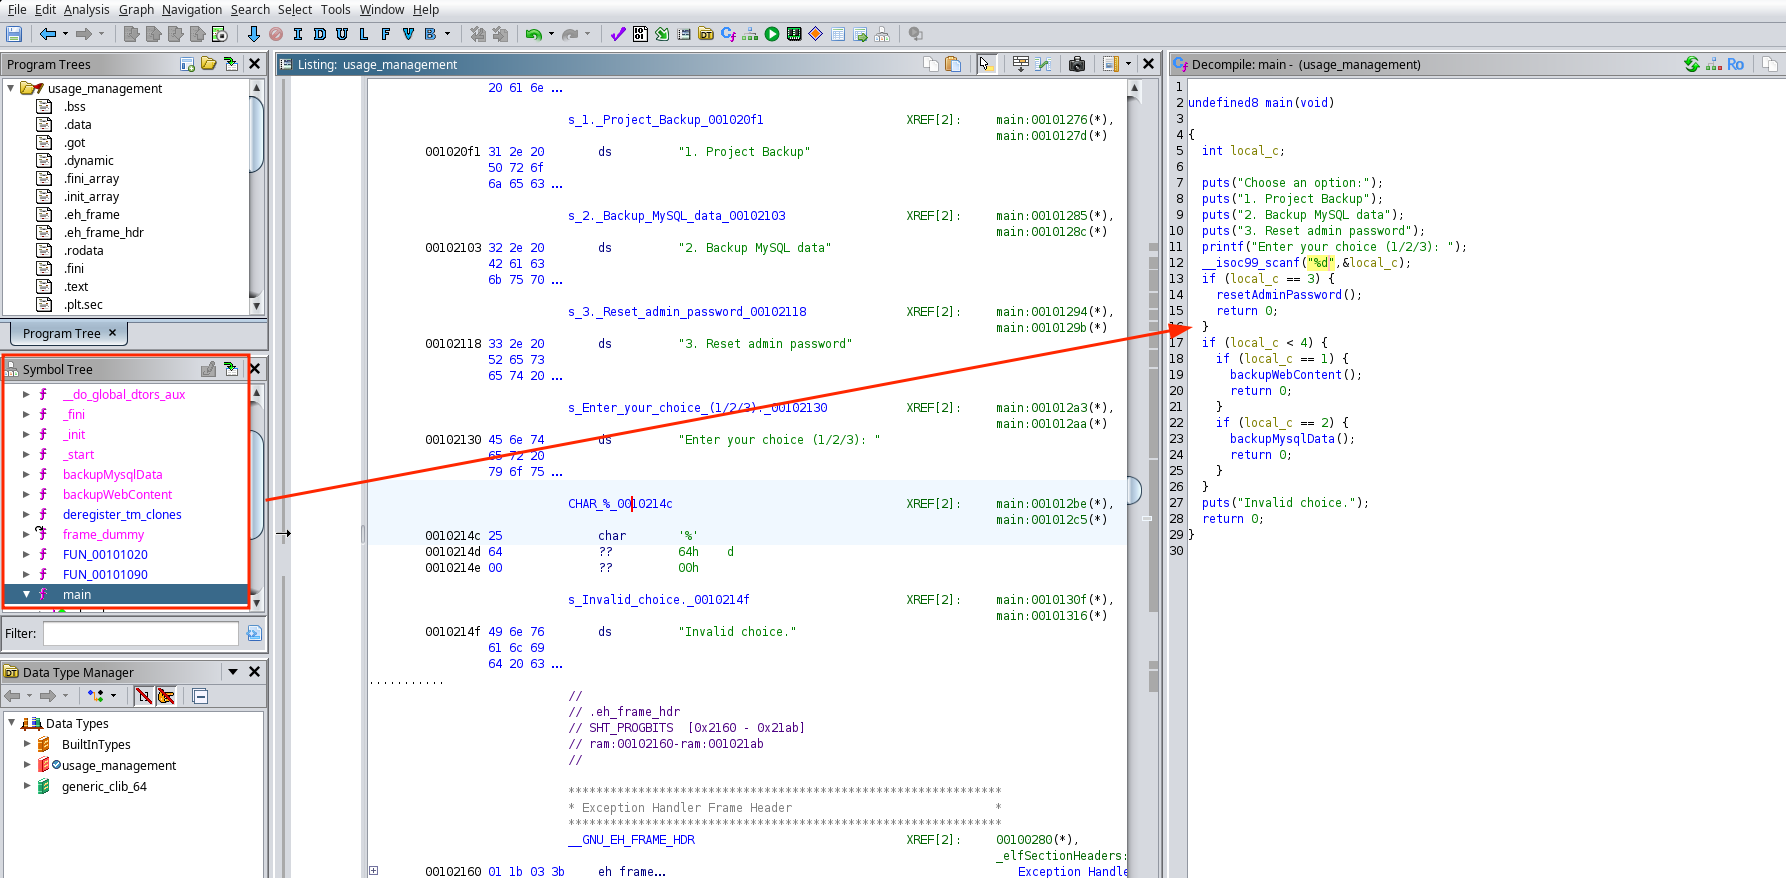 File Edit Analysis Graph Navigation Search Select Tools Window Help
I D U L F V B
Program Trees
usage_management
.bss
.data
.got
.dynamic
.fini_array
.init_array
.eh_frame
.eh_frame_hdr
.rodata
.fini
.text
.plt.sec
Program Tree ×
Symbol Tree
__do_global_dtors_aux
_fini
_init
_start
backupMysqlData
backupWebContent
deregister_tm_clones
frame_dummy
FUN_00101020
FUN_00101090
main
Filter:
Data Type Manager
Data Types
BuiltInTypes
usage_management
generic_clib_64
Listing: usage_management
20 61 6e ...
s_1._Project_Backup_001020f1 XREF[2]: main:00101276(*),
main:0010127d(*)
001020f1 31 2e 20 ds "1. Project Backup"
50 72 6f
6a 65 63 ...
s_2._Backup_MySQL_data_00102103 XREF[2]: main:00101285(*),
main:0010128c(*)
00102103 32 2e 20 ds "2. Backup MySQL data"
42 61 63
6b 75 70 ...
s_3._Reset_admin_password_00102118 XREF[2]: main:00101294(*),
main:0010129b(*)
00102118 33 2e 20 ds "3. Reset admin password"
52 65 73
65 74 20 ...
s_Enter_your_choice_(1/2/3):_00102130 XREF[2]: main:001012a3(*),
main:001012aa(*)
00102130 45 6e 74 ds "Enter your choice (1/2/3): "
65 72 20
79 6f 75 ...
CHAR_%_0010214c XREF[2]: main:001012be(*),
main:001012c5(*)
0010214c 25 char '%'
0010214d 64 ?? 64h d
0010214e 00 ?? 00h
s_Invalid_choice._0010214f XREF[2]: main:0010130f(*),
main:00101316(*)
0010214f 49 6e 76 ds "Invalid choice."
61 6c 69
64 20 63 ...
...........
//
// .eh_frame_hdr
// SHT_PROGBITS [0x2160 - 0x21ab]
// ram:00102160-ram:001021ab
//
**************************************************************
* Exception Handler Frame Header *
**************************************************************
__GNU_EH_FRAME_HDR XREF[2]: 00100280(*),
_elfSectionHeaders:
00102160 01 1b 03 3b eh_frame... Exception Handle
Decompile: main - (usage_management)
Ro
1
2 undefined8 main(void)
3
4 {
5 int local_c;
6
7 puts("Choose an option:");
8 puts("1. Project Backup");
9 puts("2. Backup MySQL data");
10 puts("3. Reset admin password");
11 printf("Enter your choice (1/2/3): ");
12 __isoc99_scanf("%d",&local_c);
13 if (local_c == 3) {
14 resetAdminPassword();
15 return 0;
16 }
17 if (local_c < 4) {
18 if (local_c == 1) {
19 backupWebContent();
20 return 0;
21 }
22 if (local_c == 2) {
23 backupMysqlData();
24 return 0;
25 }
26 }
27 puts("Invalid choice.");
28 return 0;
29 }
30